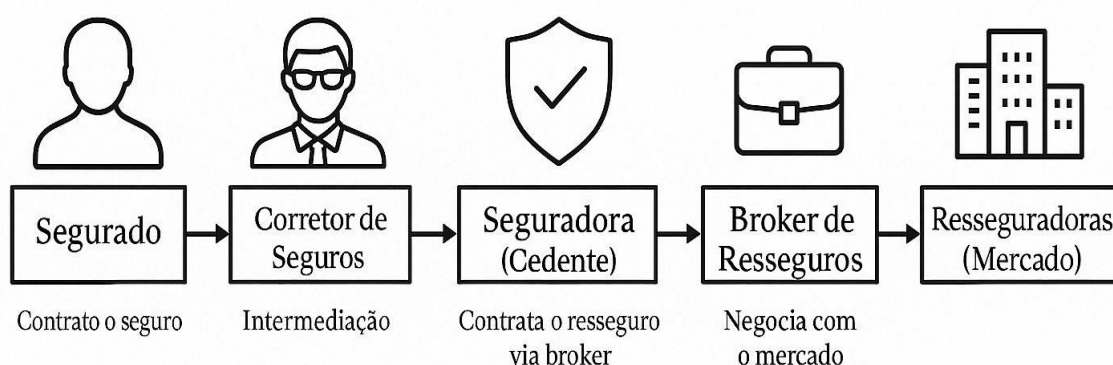 Segurado
Corretor de
Seguros
Seguradora
(Cedente)
Broker de
Resseguros
Resseguradoras
(Mercado)
Contrato o seguro
Intermediação
Contrata o resseguro
via broker
Negocia com
o mercado